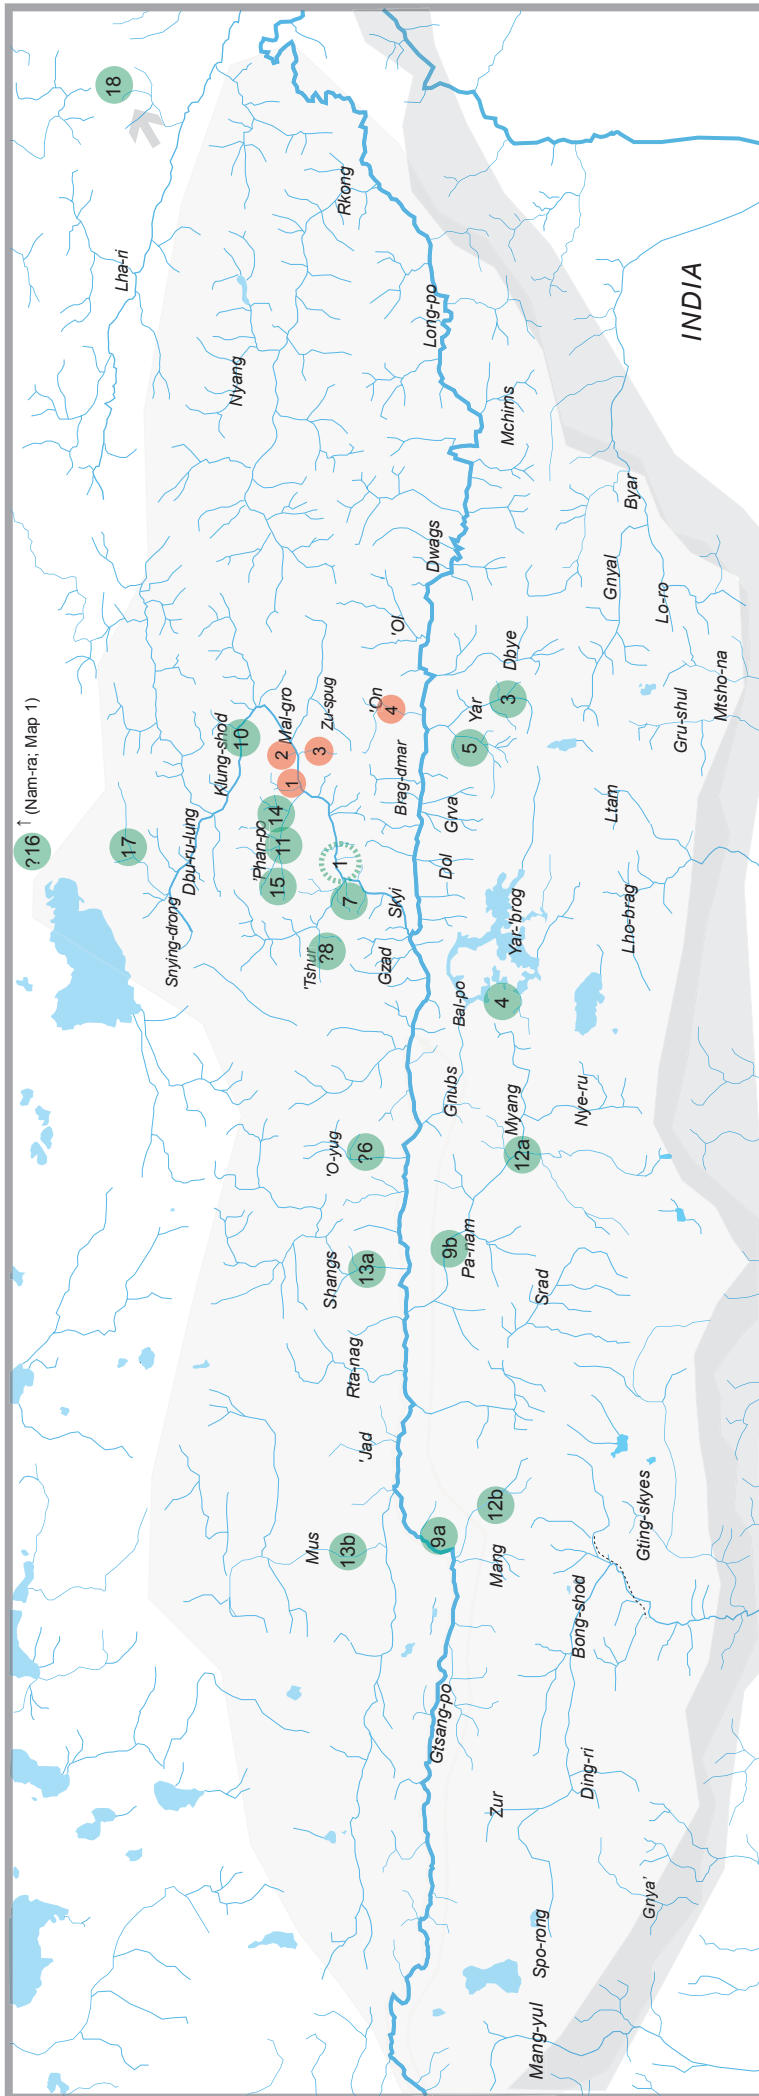 ?16 ↑ (Nam-ra; Map 1)
18
Lha-ri
17
Snying-drong
Dbu-ru-lung
Klung-shod
10
Nyang
'Phan-po
15
11
14
1
2
Mal-gro
3
Zu-spug
Rkong
Mus
13b
'Jad
Rta-nag
Shangs
13a
'O-yug
?6
'Tshur
?8
7
1
Gzad
Skyi
Brag-dmar
'On
4
'Ol
Dwags
Long-po
Gtsang-po
9a
9b
Pa-nam
Gnubs
Bal-po
Dol
Grva
5
Yar
3
Dbye
Mchims
Zur
Mang
12b
12a
Myang
4
Yar-'brog
Mang-yul
Spo-rong
Ding-ri
Bong-shod
Srad
Nye-ru
Lho-brag
Ltam
Gnyal
Byar
Gnya'
Gting-skyes
Gru-shul
Lo-ro
Mtsho-na
INDIA